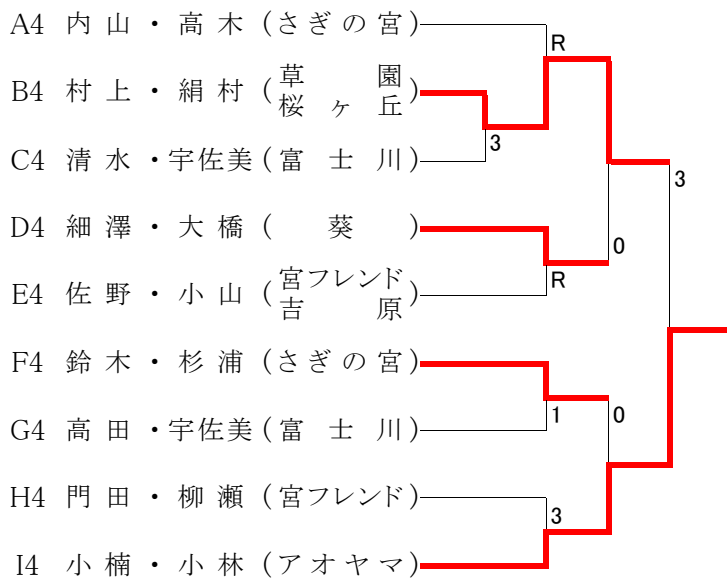 A4 内山・高木 (さぎの宮)
R
B4 村上・絹村 (草園 桜ヶ丘)
3
C4 清水・宇佐美 (富士川)
3
D4 細澤・大橋 (葵)
0
E4 佐野・小山 (宮フレンド 吉原)
R
F4 鈴木・杉浦 (さぎの宮)
1
0
G4 高田・宇佐美 (富士川)
H4 門田・柳瀬 (宮フレンド)
3
I4 小楠・小林 (アオヤマ)